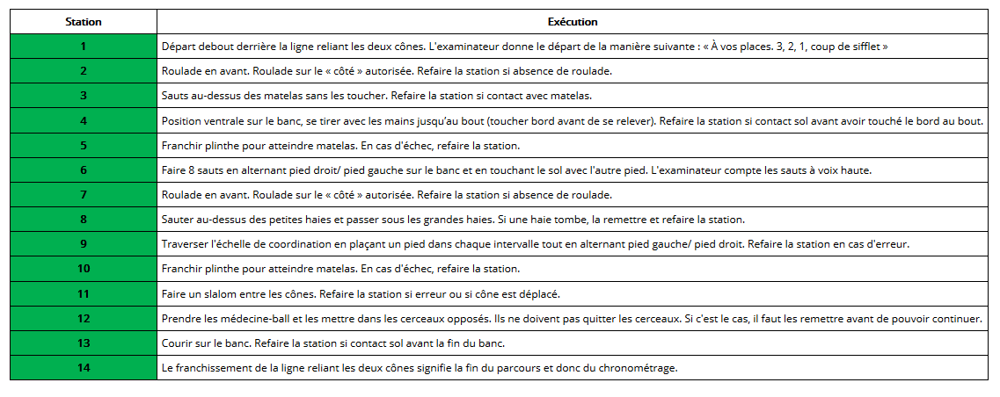 Station Exécution
1 Départ debout derrière la ligne reliant les deux cônes. L'examinateur donne le départ de la manière suivante : « À vos places. 3, 2, 1, coup de sifflet »
2 Roulade en avant. Roulade sur le « côté » autorisée. Refaire la station si absence de roulade.
3 Sauts au-dessus des matelas sans les toucher. Refaire la station si contact avec matelas.
4 Position ventrale sur le banc, se tirer avec les mains jusqu'au bout (toucher bord avant de se relever). Refaire la station si contact sol avant avoir touché le bord au bout.
5 Franchir plinthe pour atteindre matelas. En cas d'échec, refaire la station.
6 Faire 8 sauts en alternant pied droit/ pied gauche sur le banc et en touchant le sol avec l'autre pied. L'examinateur compte les sauts à voix haute.
7 Roulade en avant. Roulade sur le « côté » autorisée. Refaire la station si absence de roulade.
8 Sauter au-dessus des petites haies et passer sous les grandes haies. Si une haie tombe, la remettre et refaire la station.
9 Traverser l'échelle de coordination en plaçant un pied dans chaque intervalle tout en alternant pied gauche/ pied droit. Refaire la station en cas d'erreur.
10 Franchir plinthe pour atteindre matelas. En cas d'échec, refaire la station.
11 Faire un slalom entre les cônes. Refaire la station si erreur ou si cône est déplacé.
12 Prendre les médecine-ball et les mettre dans les cerceaux opposés. Ils ne doivent pas quitter les cerceaux. Si c'est le cas, il faut les remettre avant de pouvoir continuer.
13 Courir sur le banc. Refaire la station si contact sol avant la fin du banc.
14 Le franchissement de la ligne reliant les deux cônes signifie la fin du parcours et donc du chronométrage.